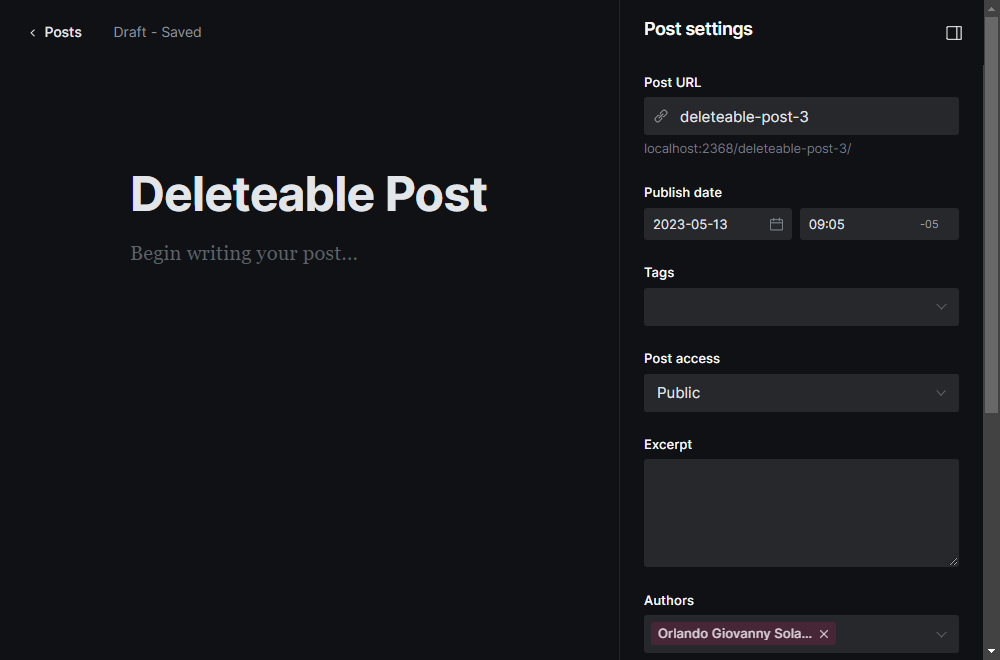 Posts
Draft - Saved
Deleteable Post
Begin writing your post...
Post settings
Post URL
deleteable-post-3
localhost:2368/deleteable-post-3/
Publish date
2023-05-13
09:05 -05
Tags
Post access
Public
Excerpt
Authors
Orlando Giovanny Sola...